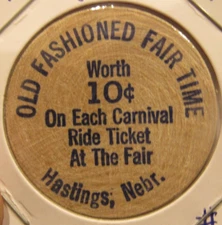 OLD FASHIONED FAIR TIME
Worth
10¢
On Each Carnival
Ride Ticket
At The Fair
Hastings, Nebr.